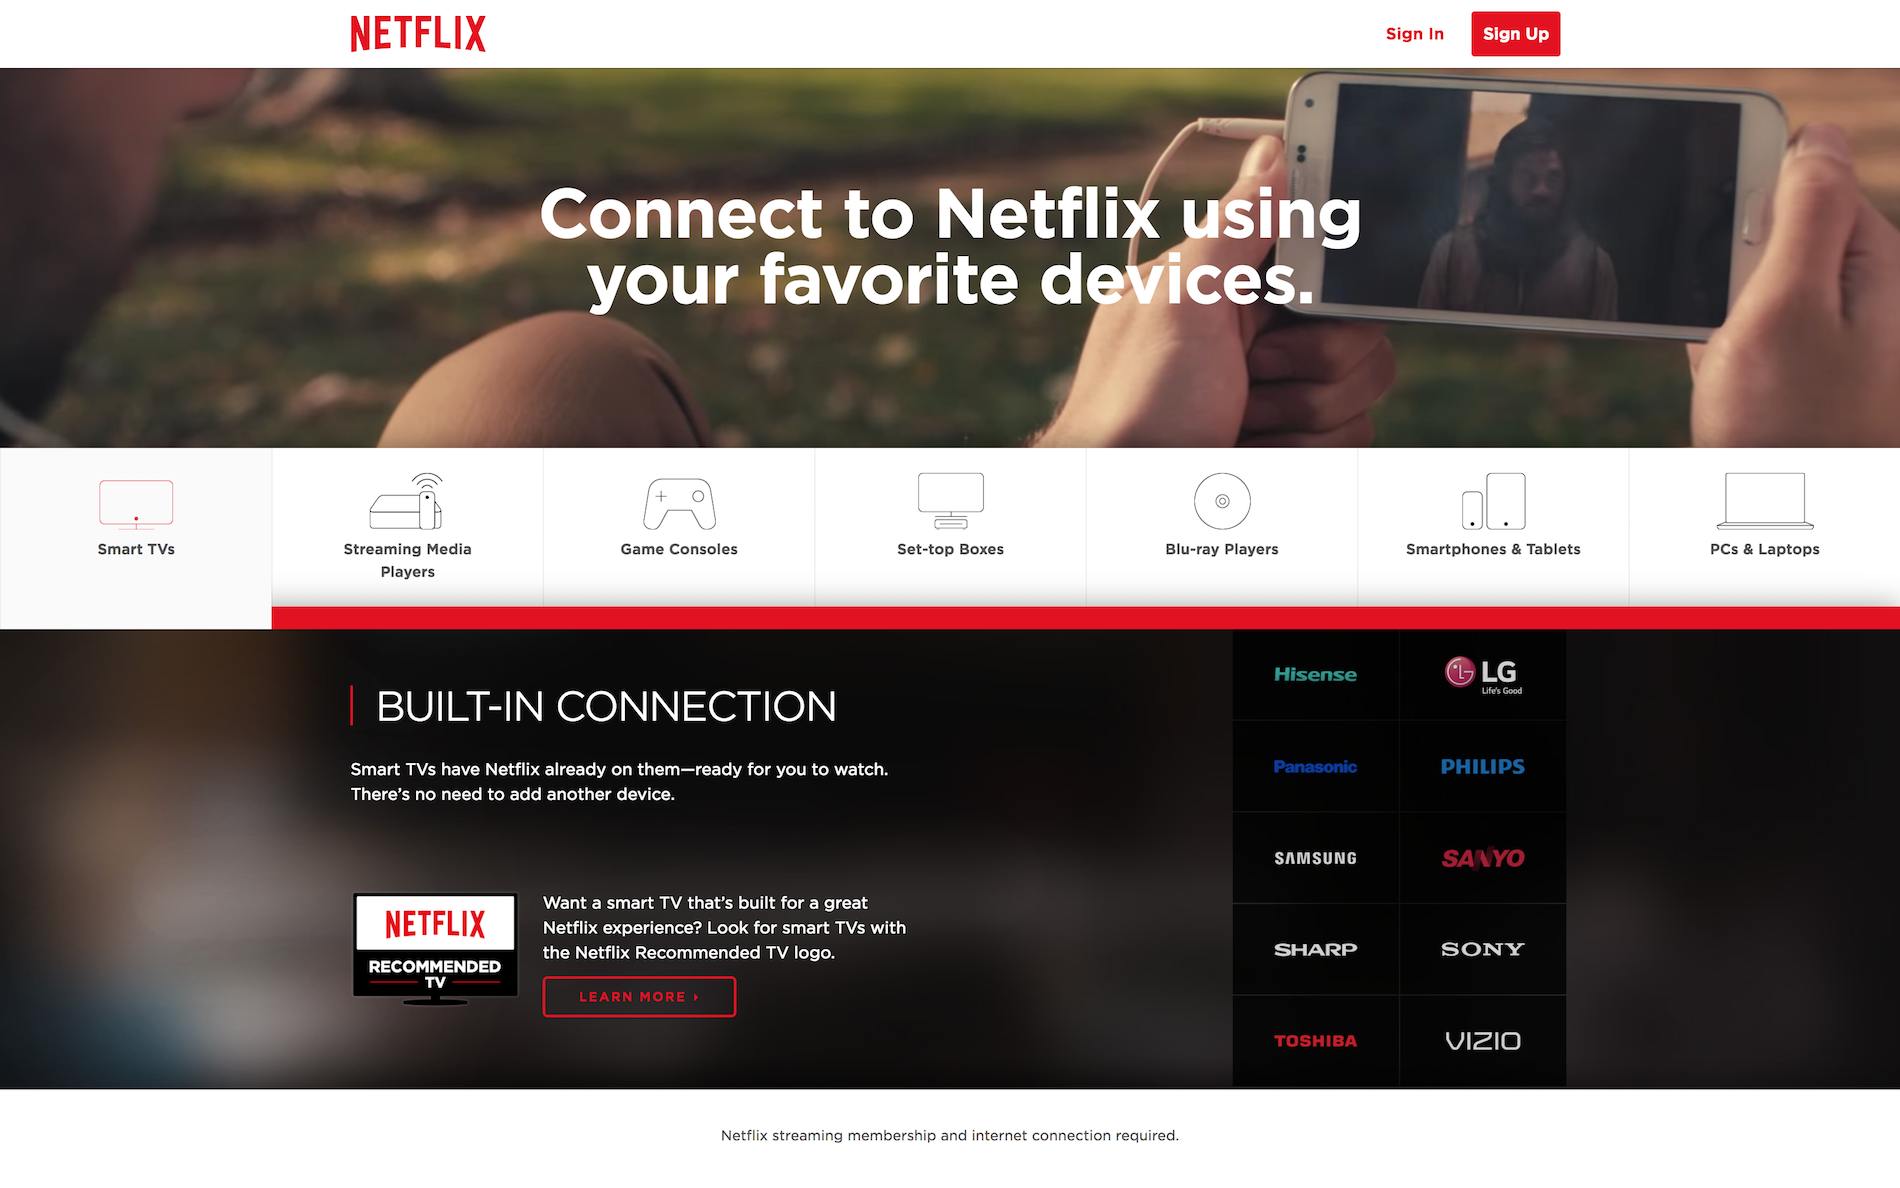 NETFLIX
Sign In
Sign Up
Connect to Netflix using
your favorite devices.
Smart TVs
Streaming Media
Players
Game Consoles
Set-top Boxes
Blu-ray Players
Smartphones & Tablets
PCs & Laptops
BUILT-IN CONNECTION
Smart TVs have Netflix already on them—ready for you to watch.
There’s no need to add another device.
NETFLIX
RECOMMENDED
TV
Want a smart TV that’s built for a great
Netflix experience? Look for smart TVs with
the Netflix Recommended TV logo.
LEARN MORE
Hisense
LG
Life's Good
Panasonic
PHILIPS
SAMSUNG
SANYO
SHARP
SONY
TOSHIBA
VIZIO
Netflix streaming membership and internet connection required.